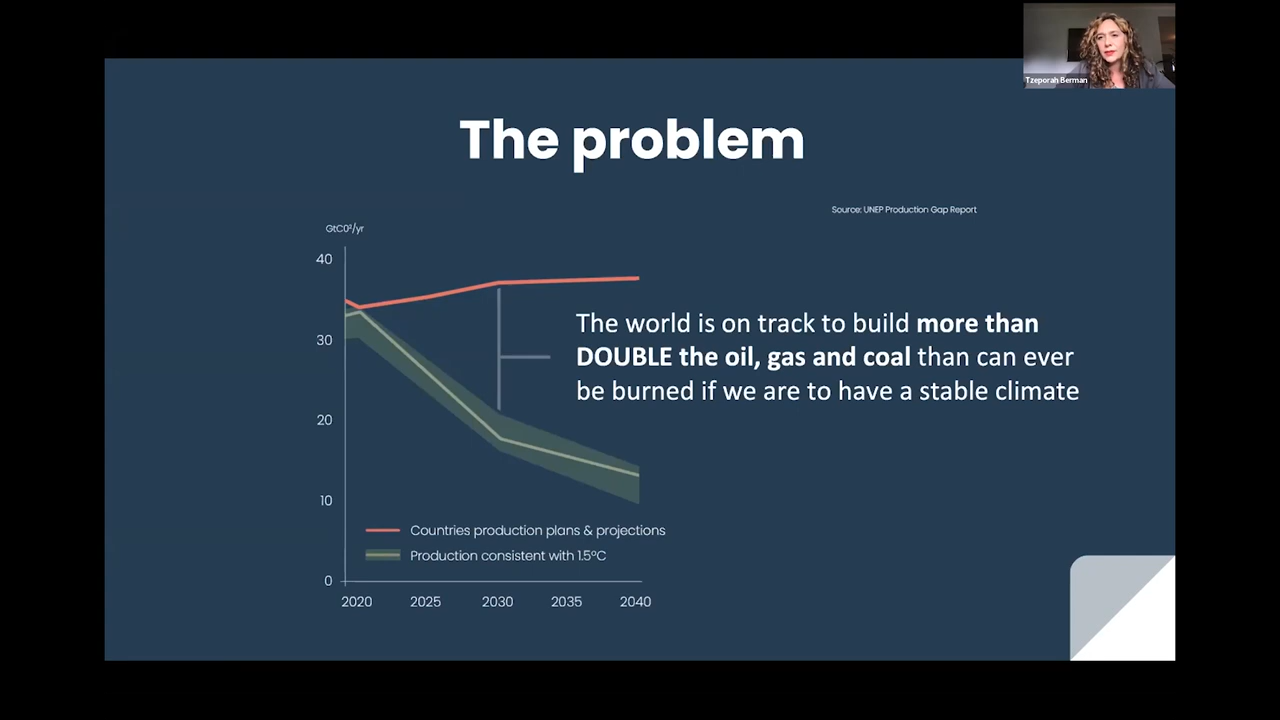 Tzeporah Berman
The problem
Source: UNEP Production Gap Report
GtC0²/yr
40
30
20
10
0
The world is on track to build more than
DOUBLE the oil, gas and coal than can ever
be burned if we are to have a stable climate
Countries production plans & projections
Production consistent with 1.5ºC
2020 2025 2030 2035 2040